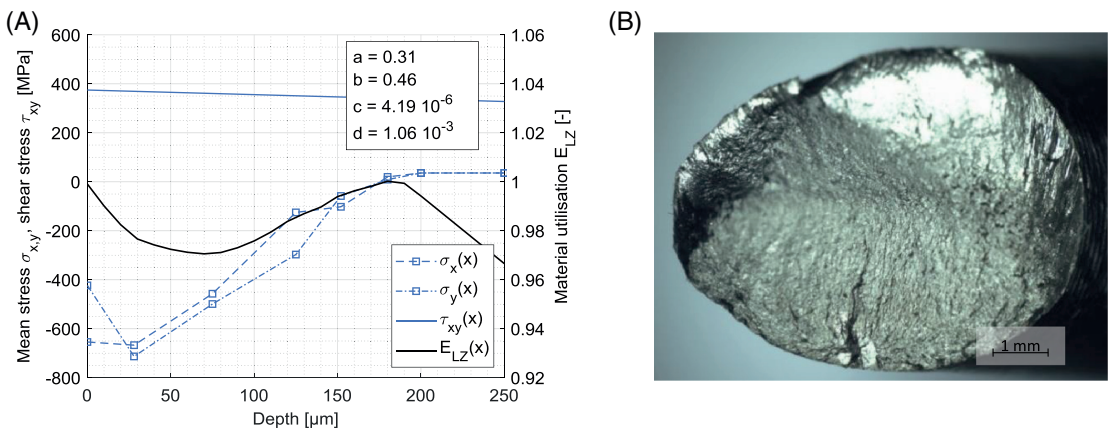 (A)
Mean stress σx,y, shear stress τxy [MPa]
600
400
200
0
-200
-400
-600
-800
0
50
100
150
200
250
Depth [µm]
1.06
1.04
1.02
1
0.98
0.96
0.94
0.92
Material utilisation ELZ [-]
a = 0.31
b = 0.46
c = 4.19 10-6
d = 1.06 10-3
σx(x)
σy(x)
τxy(x)
ELZ(x)
(B)
1 mm